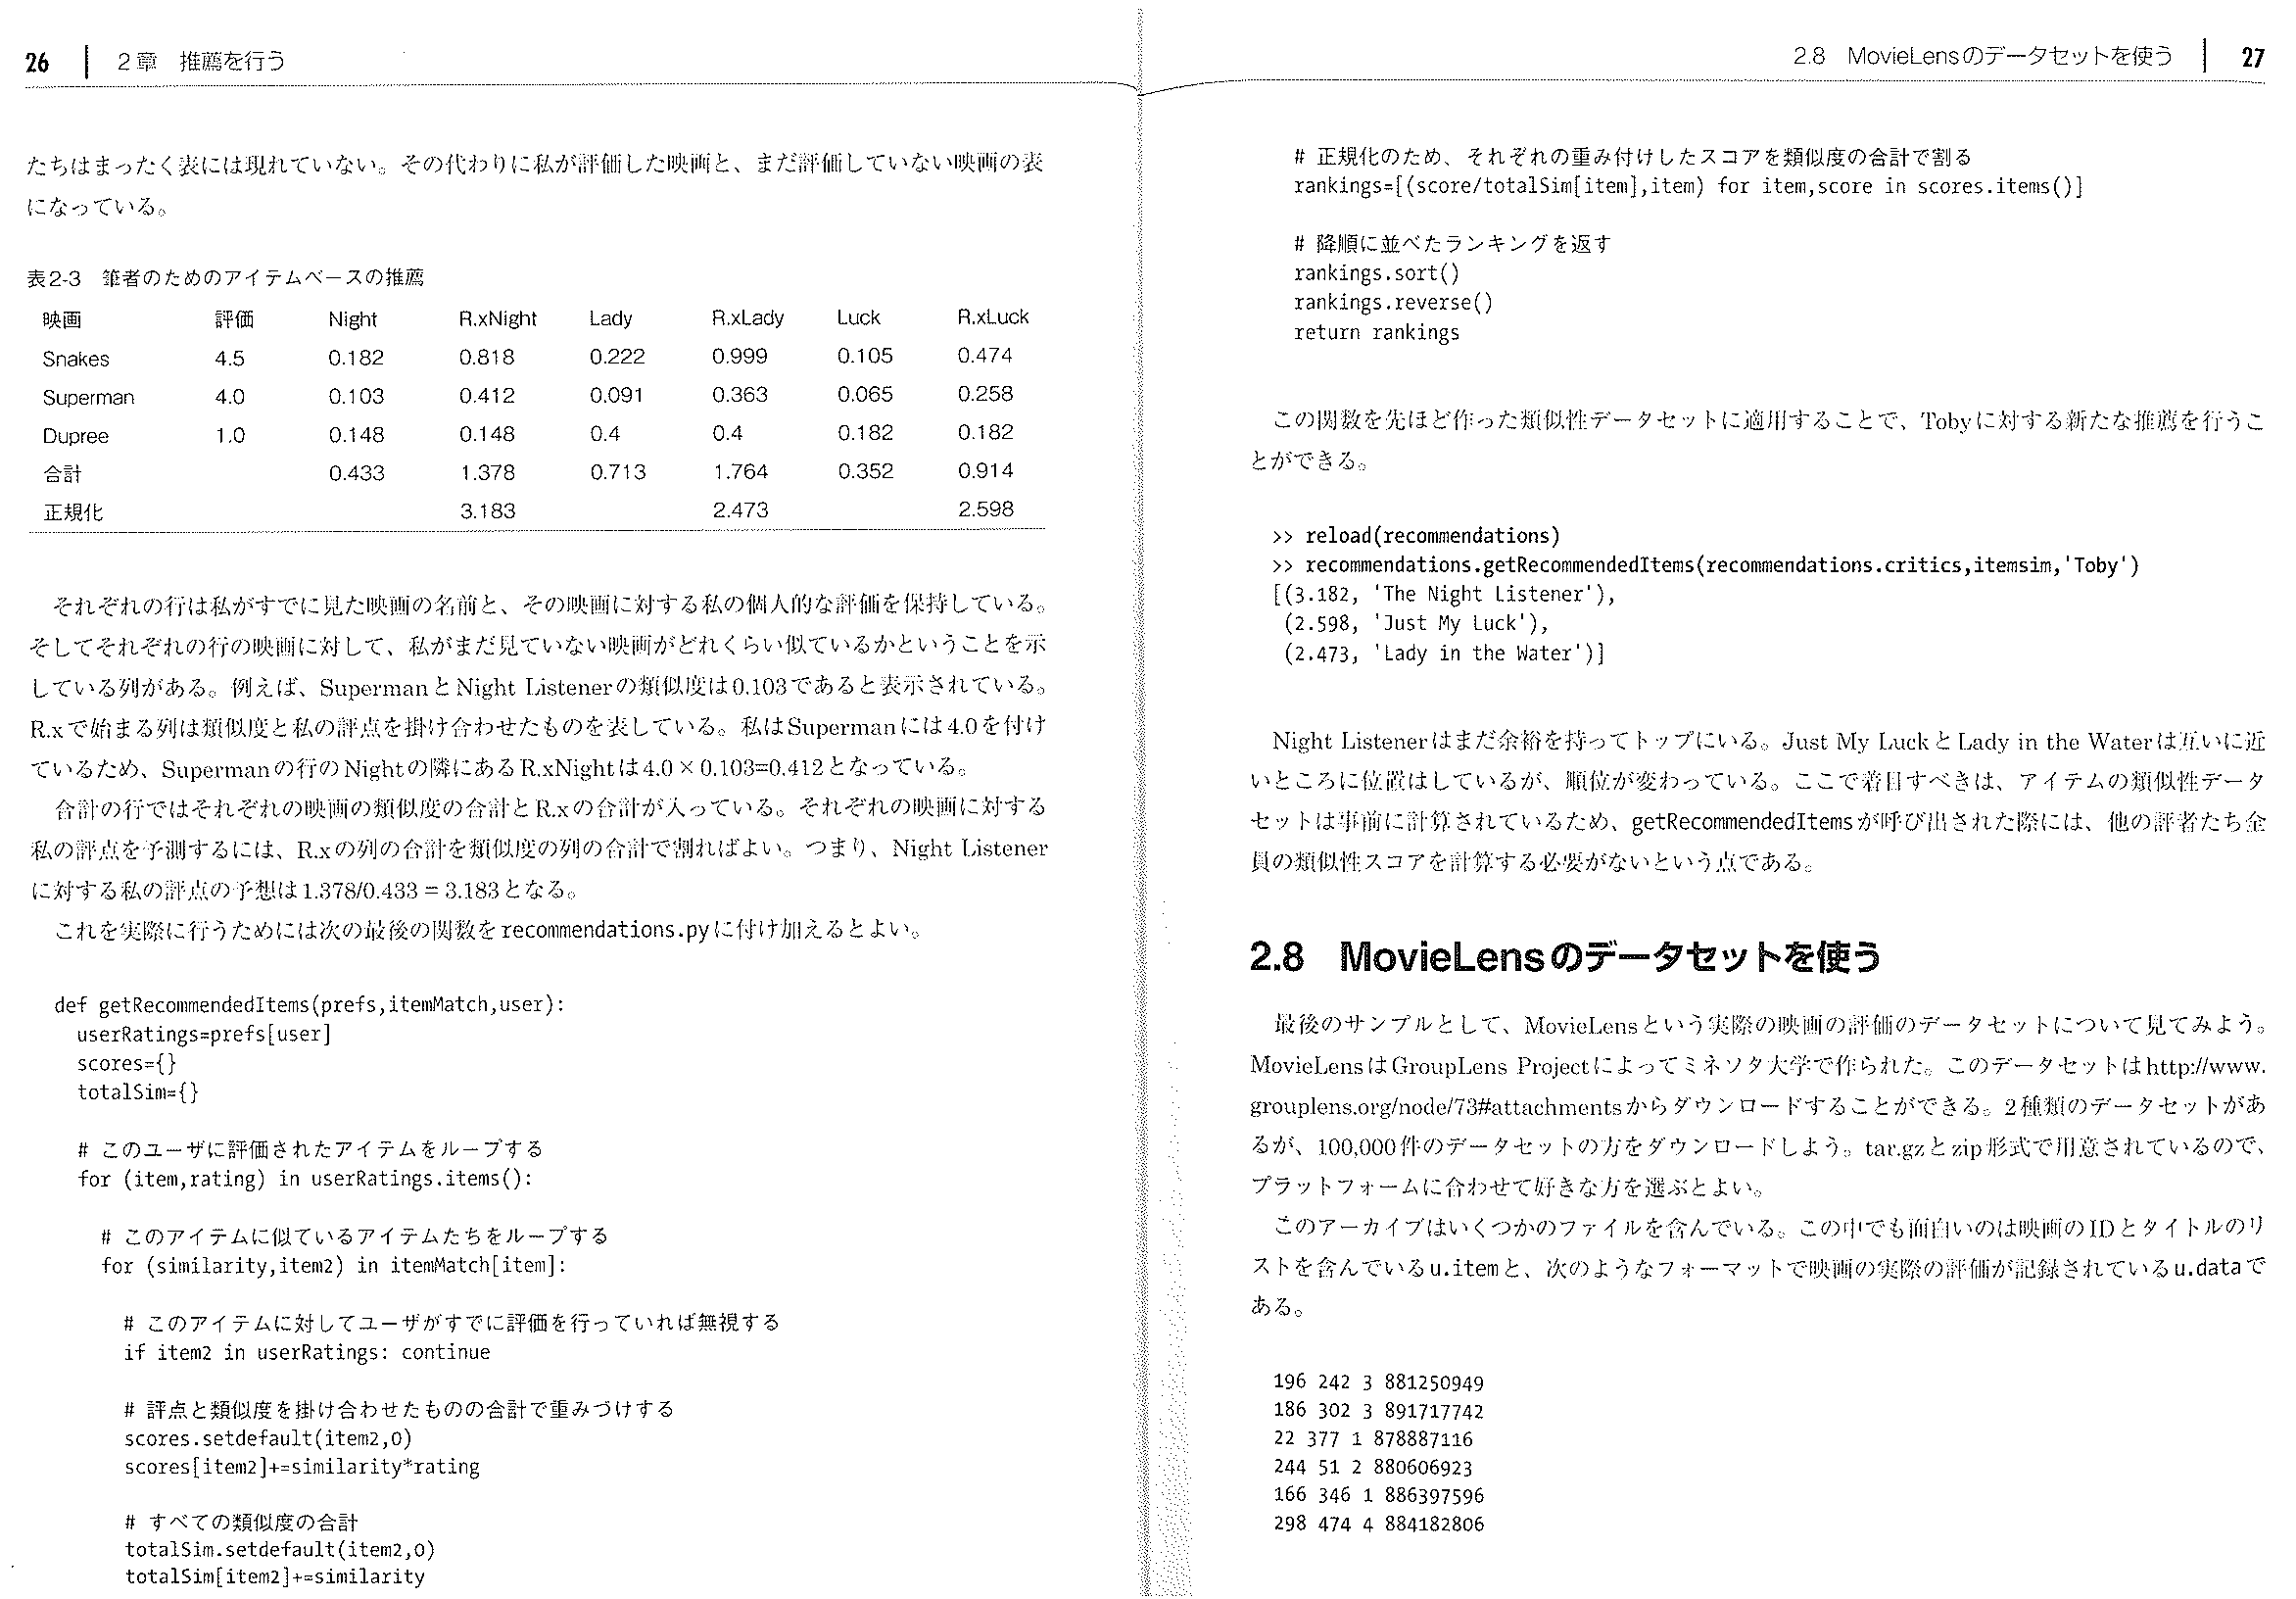 26 2章 推薦を行う
たちはまったく表には現れていない。その代わりに私が評価した映画と、まだ評価していない映画の表
になっている。
表2-3 筆者のためのアイテムベースの推薦
映画 評価 Night R.xNight Lady R.xLady Luck R.xLuck
Snakes 4.5 0.182 0.818 0.222 0.999 0.105 0.474
Superman 4.0 0.103 0.412 0.091 0.363 0.065 0.258
Dupree 1.0 0.148 0.148 0.4 0.4 0.182 0.182
合計 0.433 1.378 0.713 1.764 0.352 0.914
正規化 3.183 2.473 2.598
それぞれの行は私がすでに見た映画の名前と、その映画に対する私の個人的な評価を保持している。
そしてそれぞれの行の映画に対して、私がまだ見ていない映画がどれくらい似ているかということを示
している列がある。例えば、SupermanとNight Listenerの類似度は0.103であると表示されている。
R.xで始まる列は類似度と私の評点を掛け合わせたものを表している。私はSupermanには4.0を付け
ているため、Supermanの行のNightの隣にあるR.xNightは4.0×0.103=0.412となっている。
合計の行ではそれぞれの映画の類似度の合計とR.xの合計が入っている。それぞれの映画に対する
私の評点を予測するには、R.xの列の合計を類似度の列の合計で割ればよい。つまり、Night Listener
に対する私の評点の予想は1.378/0.433 = 3.183となる。
これを実際に行うためには次の最後の関数をrecommendations.pyに付け加えるとよい。
def getRecommendedItems(prefs,itemMatch,user):
userRatings=prefs[user]
scores={}
totalSim={}
# このユーザに評価されたアイテムをループする
for (item,rating) in userRatings.items():
# このアイテムに似ているアイテムたちをループする
for (similarity,item2) in itemMatch[item]:
# このアイテムに対してユーザがすでに評価を行っていれば無視する
if item2 in userRatings: continue
# 評点と類似度を掛け合わせたものの合計で重みづけする
scores.setdefault(item2,0)
scores[item2]+=similarity*rating
# すべての類似度の合計
totalSim.setdefault(item2,0)
totalSim[item2]+=similarity
2.8 MovieLensのデータセットを使う 27
# 正規化のため、それぞれの重み付けしたスコアを類似度の合計で割る
rankings=[(score/totalSim[item],item) for item,score in scores.items()]
# 降順に並べたランキングを返す
rankings.sort()
rankings.reverse()
return rankings
この関数を先ほど作った類似性データセットに適用することで、Tobyに対する新たな推薦を行うこ
とができる。
>> reload(recommendations)
>> recommendations.getRecommendedItems(recommendations.critics,itemsim,'Toby')
[(3.182, 'The Night Listener'),
(2.598, 'Just My Luck'),
(2.473, 'Lady in the Water')]
Night Listenerはまだ余裕を持ってトップにいる。Just My LuckとLady in the Waterは互いに近
いところに位置はしているが、順位が変わっている。ここで着目すべきは、アイテムの類似性データ
セットは事前に計算されているため、getRecommendedItemsが呼び出された際には、他の評者たち全
員の類似性スコアを計算する必要がないという点である。
2.8 MovieLensのデータセットを使う
最後のサンプルとして、MovieLensという実際の映画の評価のデータセットについて見てみよう。
MovieLensはGroupLens Projectによってミネソタ大学で作られた。このデータセットはhttp://www.
grouplens.org/node/73#attachmentsからダウンロードすることができる。2種類のデータセットがあ
るが、100,000件のデータセットの方をダウンロードしよう。tar.gzとzip形式で用意されているので、
プラットフォームに合わせて好きな方を選ぶとよい。
このアーカイブはいくつかのファイルを含んでいる。この中でも面白いのは映画のIDとタイトルのリ
ストを含んでいるu.itemと、次のようなフォーマットで映画の実際の評価が記録されているu.dataで
ある。
196 242 3 881250949
186 302 3 891717742
22 377 1 878887116
244 51 2 880606923
166 346 1 886397596
298 474 4 884182806